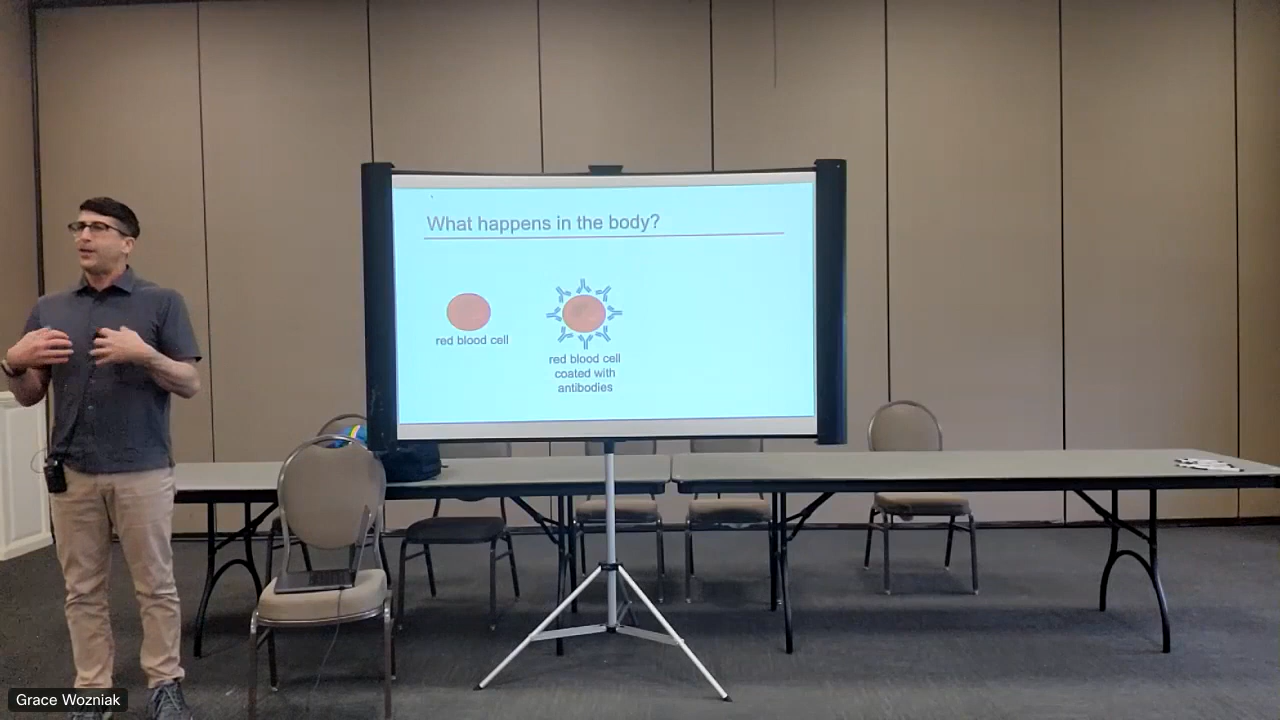 What happens in the body?
red blood cell
red blood cell
coated with
antibodies
Grace Wozniak